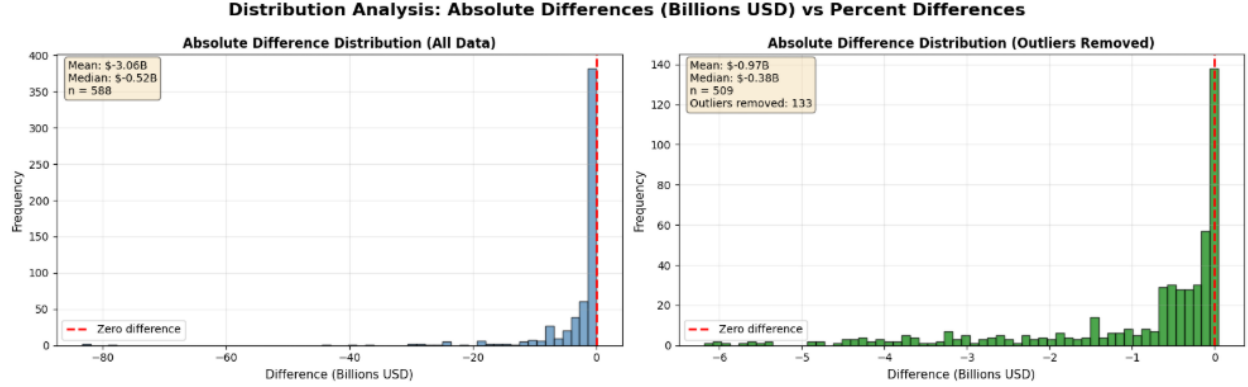 Distribution Analysis: Absolute Differences (Billions USD) vs Percent Differences
Absolute Difference Distribution (All Data)
Mean: $-3.06B
Median: $-0.52B
n = 588
400
350
300
250
200
150
100
50
0
Frequency
Zero difference
−80
−60
−40
−20
0
Difference (Billions USD)
Absolute Difference Distribution (Outliers Removed)
Mean: $-0.97B
Median: $-0.38B
n = 509
Outliers removed: 133
140
120
100
80
60
40
20
0
Frequency
Zero difference
−6
−5
−4
−3
−2
−1
0
Difference (Billions USD)